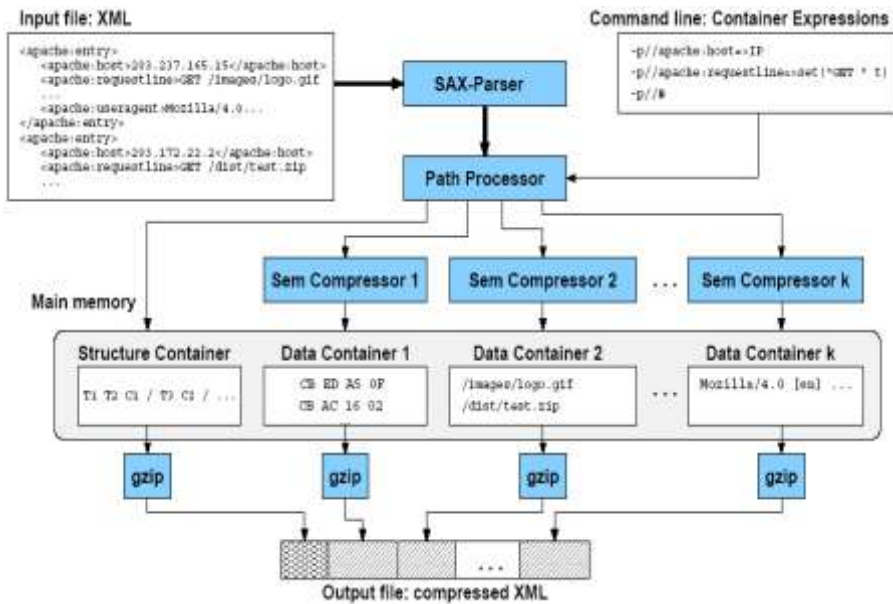 Input file: XML
<apache:entry>
<apache:host>203.237.165.15</apache:host>
<apache:requestline>GET /images/logo.gif
...
<apache:useragent>Mozilla/4.0...
</apache:entry>
<apache:entry>
<apache:host>203.172.22.2</apache:host>
<apache:requestline>GET /dist/test.zip
...
Command line: Container Expressions
-p//apache:host=>IP
-p//apache:requestline=>set("GET " t)
-p//#
SAX-Parser
Path Processor
Sem Compressor 1
Sem Compressor 2
...
Sem Compressor k
Main memory
Structure Container
T1 T2 C1 / T3 C2 / ...
Data Container 1
CB ED A5 0F
CB AC 16 02
Data Container 2
/images/logo.gif
/dist/test.zip
...
Data Container k
Mozilla/4.0 [en] ...
gzip
gzip
gzip
gzip
...
Output file: compressed XML